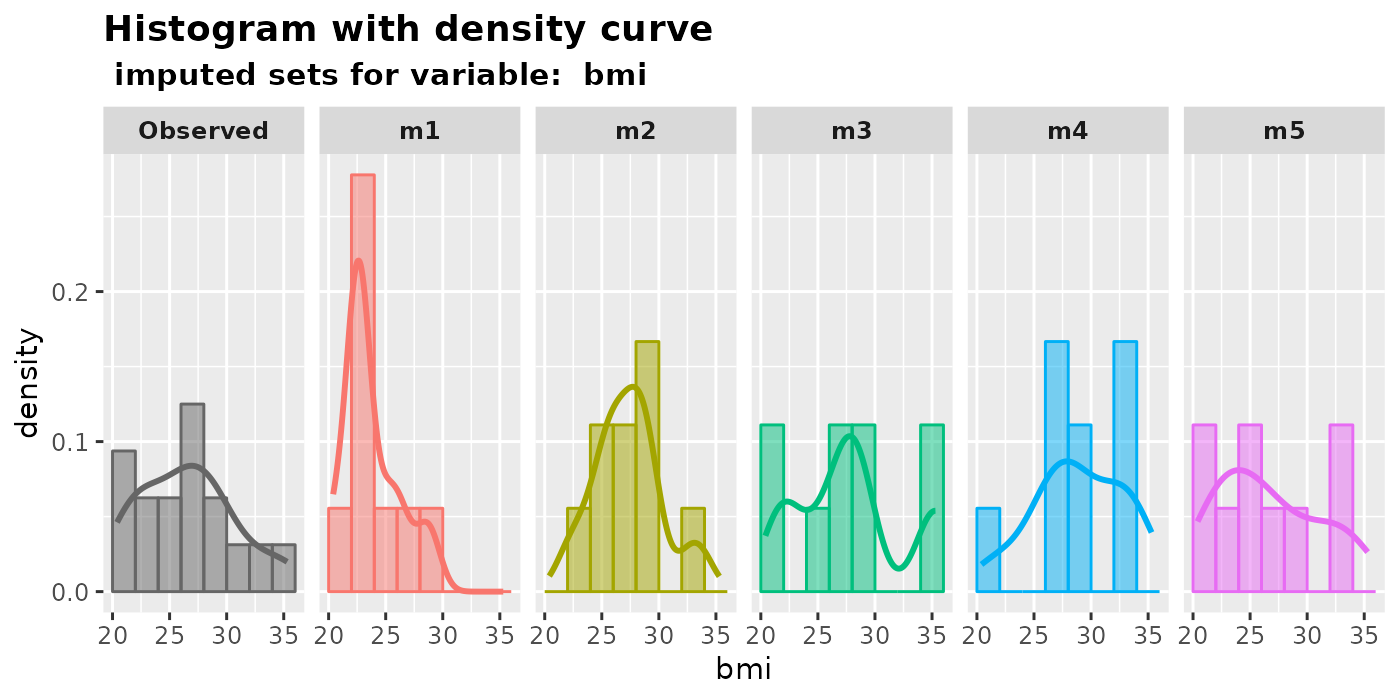 Histogram with density curve
imputed sets for variable:  bmi
Observed m1 m2 m3 m4 m5
density
0.2
0.1
0.0
20 25 30 35 20 25 30 35 20 25 30 35 20 25 30 35 20 25 30 35 20 25 30 35
bmi